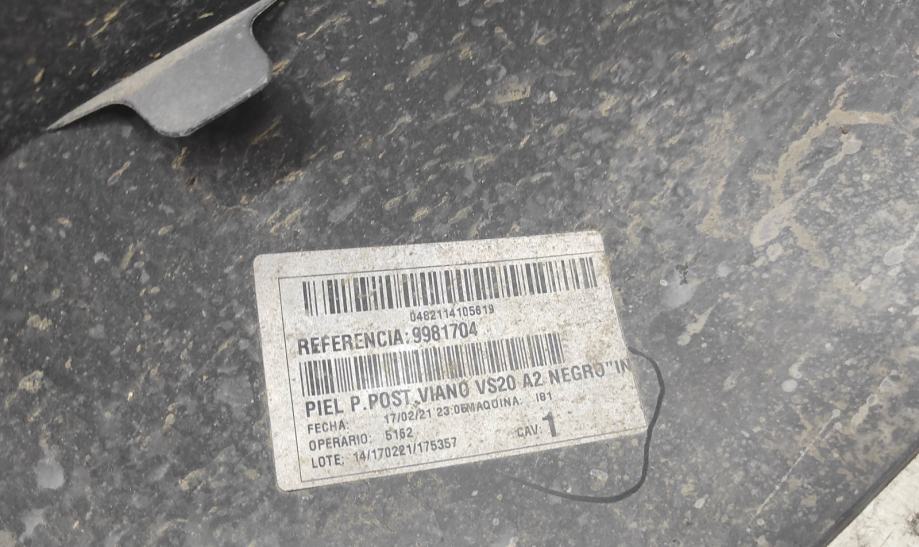 0482114105619
REFERENCIA: 9981704
PIEL P.POST.VIANO VS20 A2 NEGRO"IN
FECHA: 17/02/21 23:05MAQUINA: I81
OPERARIO: 5162
CAV: 1
LOTE: 14/170221/175357